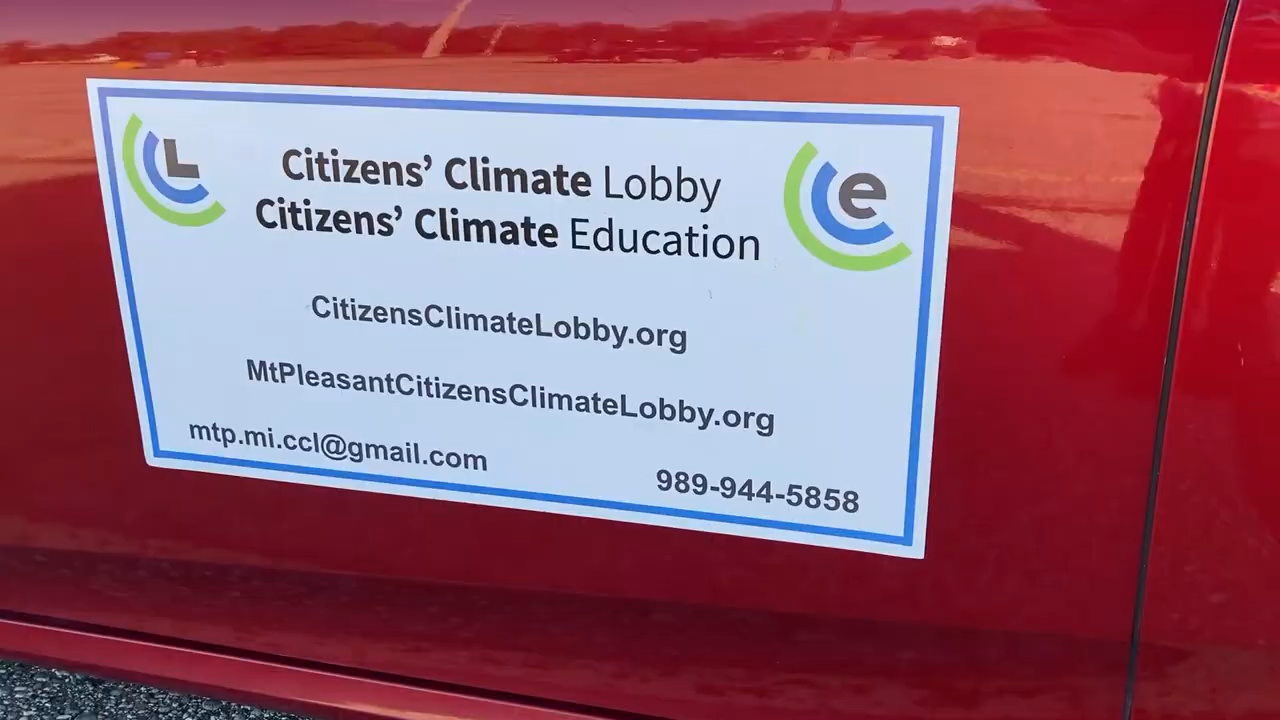 L
Citizens’ Climate Lobby
Citizens’ Climate Education
e
CitizensClimateLobby.org
MtPleasantCitizensClimateLobby.org
mtp.mi.ccl@gmail.com
989-944-5858